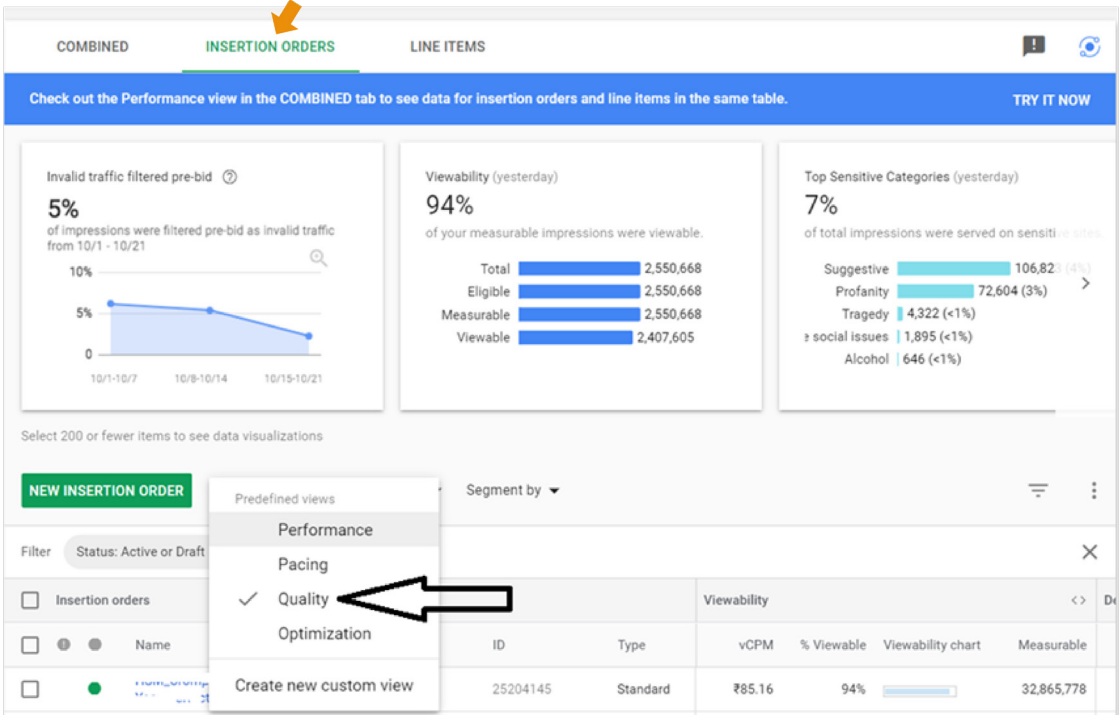 COMBINED INSERTION ORDERS LINE ITEMS
Check out the Performance view in the COMBINED tab to see data for insertion orders and line items in the same table. TRY IT NOW
Invalid traffic filtered pre-bid
5%
of impressions were filtered pre-bid as invalid traffic
from 10/1 - 10/21
10%
5%
0
10/1-10/7 10/8-10/14 10/15-10/21
Viewability (yesterday)
94%
of your measurable impressions were viewable.
Total 2,550,668
Eligible 2,550,668
Measurable 2,550,668
Viewable 2,407,605
Top Sensitive Categories (yesterday)
7%
of total impressions were served on sensitive sites.
Suggestive 106,823 (4%)
Profanity 72,604 (3%)
Tragedy 4,322 (<1%)
social issues 1,895 (<1%)
Alcohol 646 (<1%)
Select 200 or fewer items to see data visualizations
NEW INSERTION ORDER Segment by
Predefined views
Performance
Pacing
Quality
Optimization
Create new custom view
Filter Status: Active or Draft
Insertion orders Viewability
Name ID Type vCPM % Viewable Viewability chart Measurable
25204145 Standard ₹85.16 94% 32,865,778